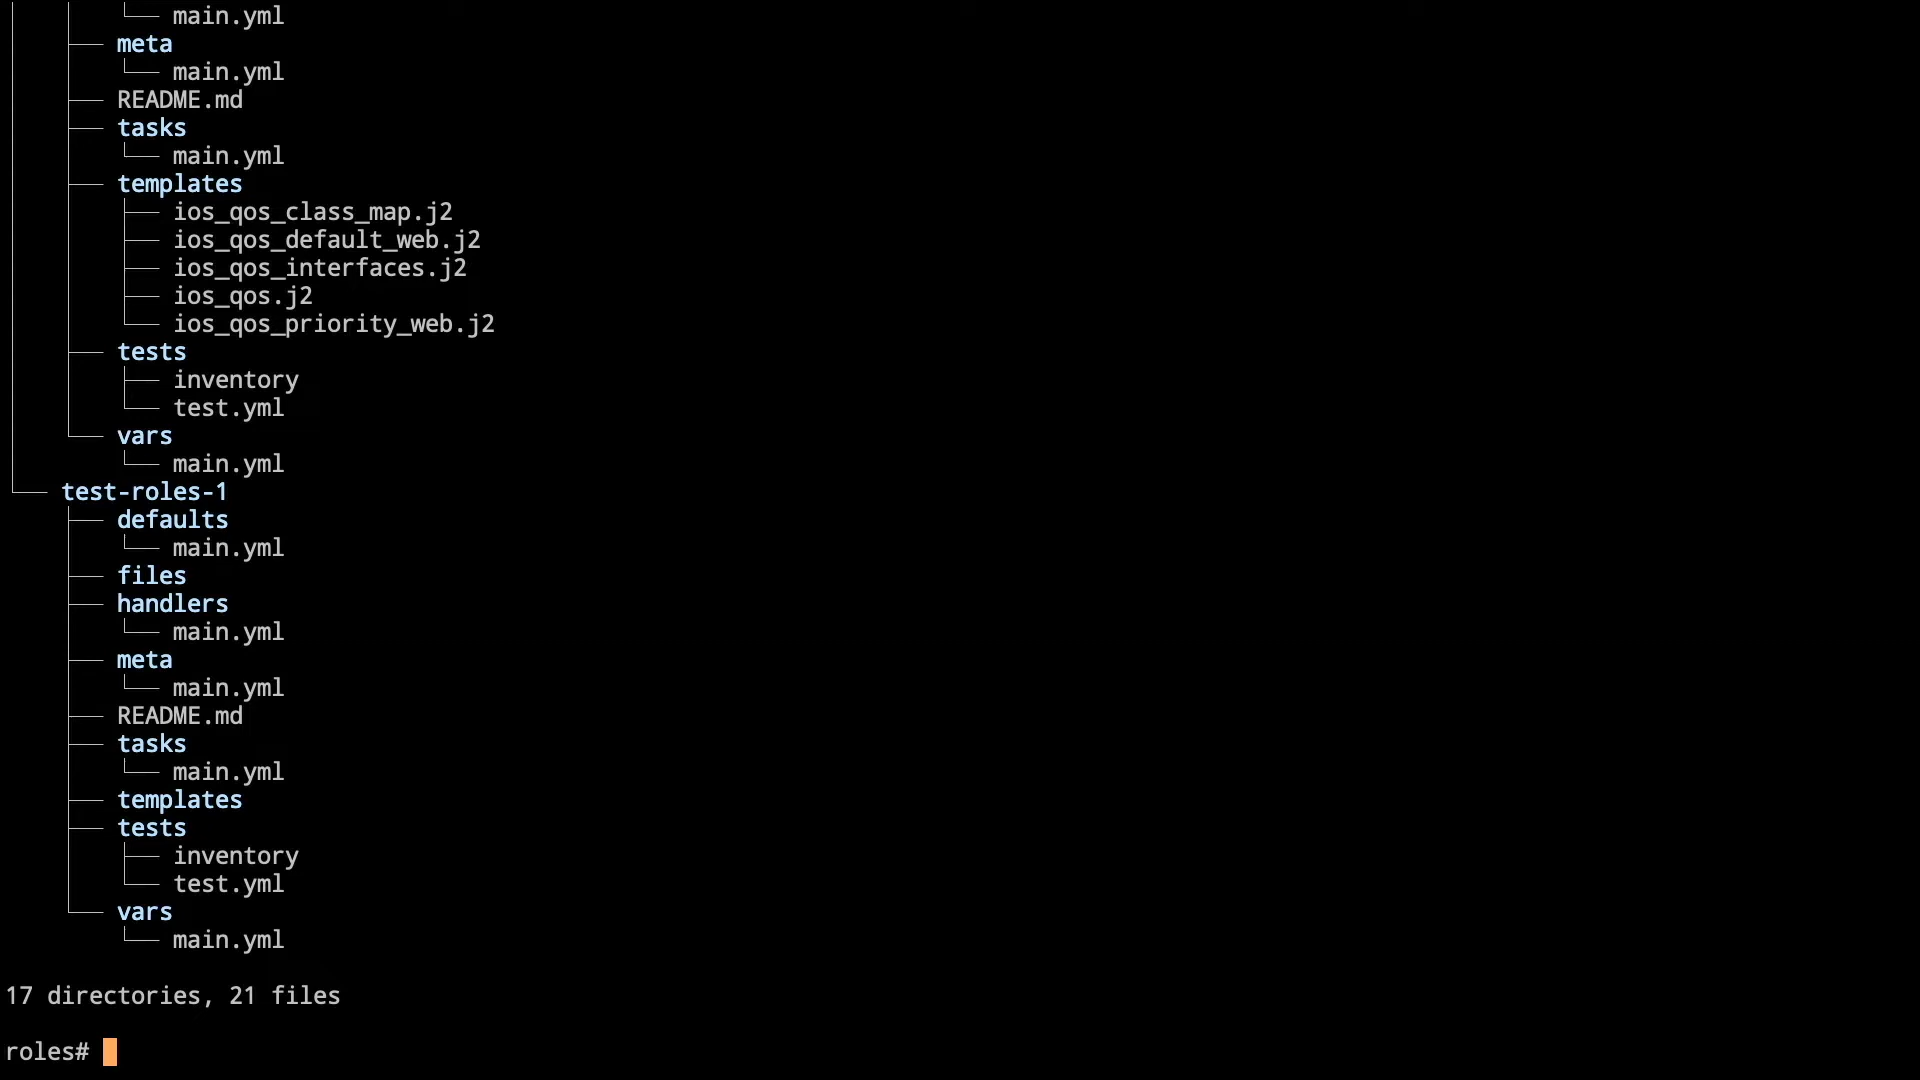 │   │   └── main.yml
│   ├── meta
│   │   └── main.yml
│   ├── README.md
│   ├── tasks
│   │   └── main.yml
│   ├── templates
│   │   ├── ios_qos_class_map.j2
│   │   ├── ios_qos_default_web.j2
│   │   ├── ios_qos_interfaces.j2
│   │   ├── ios_qos.j2
│   │   └── ios_qos_priority_web.j2
│   ├── tests
│   │   ├── inventory
│   │   └── test.yml
│   └── vars
│       └── main.yml
└── test-roles-1
    ├── defaults
    │   └── main.yml
    ├── files
    ├── handlers
    │   └── main.yml
    ├── meta
    │   └── main.yml
    ├── README.md
    ├── tasks
    │   └── main.yml
    ├── templates
    ├── tests
    │   ├── inventory
    │   └── test.yml
    └── vars
        └── main.yml

17 directories, 21 files

roles#